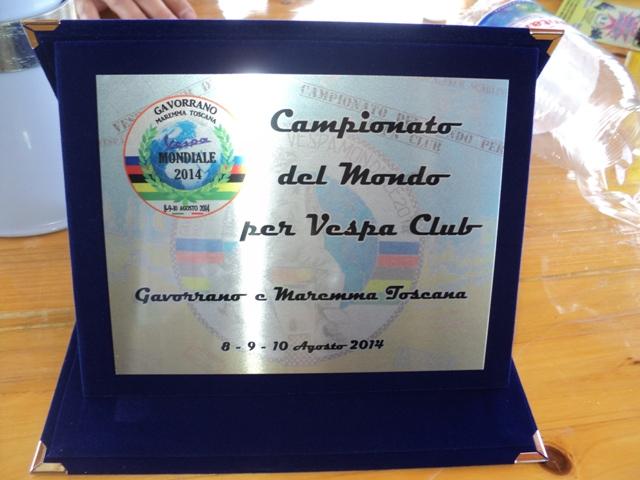 GAVORRANO
MAREMMA TOSCANA
Vespa
MONDIALE
2014
8-9-10 AGOSTO 2014
Campionato
del Mondo
per Vespa Club
Gavorrano e Maremma Toscana
8 - 9 - 10 Agosto 2014